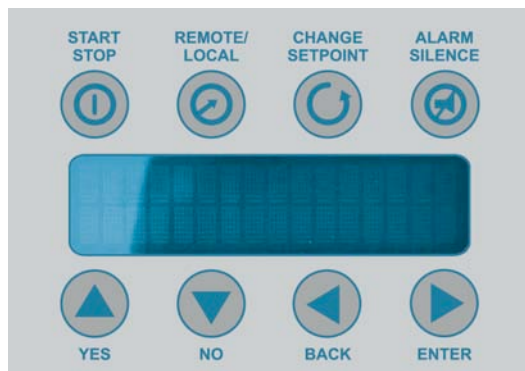 START REMOTE/ CHANGE ALARM
STOP LOCAL SETPOINT SILENCE
YES NO BACK ENTER